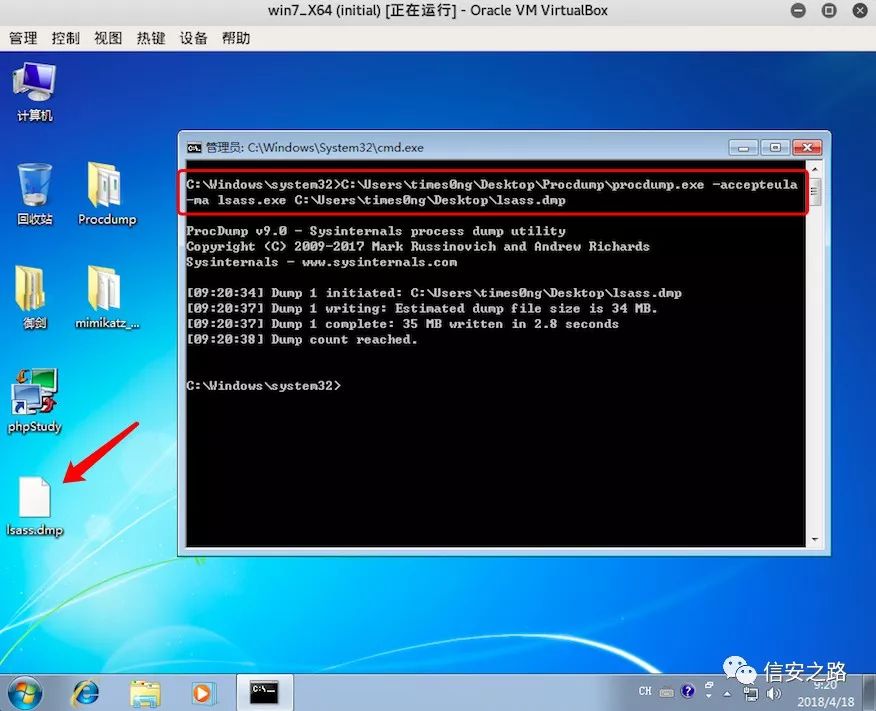 win7_X64 (initial) [正在运行] - Oracle VM VirtualBox
管理 控制 视图 热键 设备 帮助
计算机
管理员: C:\Windows\System32\cmd.exe
C:\Windows\system32>C:\Users\times0ng\Desktop\Procdump\procdump.exe -accepteula
-ma lsass.exe C:\Users\times0ng\Desktop\lsass.dmp
回收站
Procdump
ProcDump v9.0 - Sysinternals process dump utility
Copyright (C) 2009-2017 Mark Russinovich and Andrew Richards
Sysinternals - www.sysinternals.com
[09:20:34] Dump 1 initiated: C:\Users\times0ng\Desktop\lsass.dmp
[09:20:37] Dump 1 writing: Estimated dump file size is 34 MB.
[09:20:37] Dump 1 complete: 35 MB written in 2.8 seconds
[09:20:38] Dump count reached.
御剑
mimikatz_...
C:\Windows\system32>
phpStudy
lsass.dmp
信安之路
CH
9:20
2018/4/18